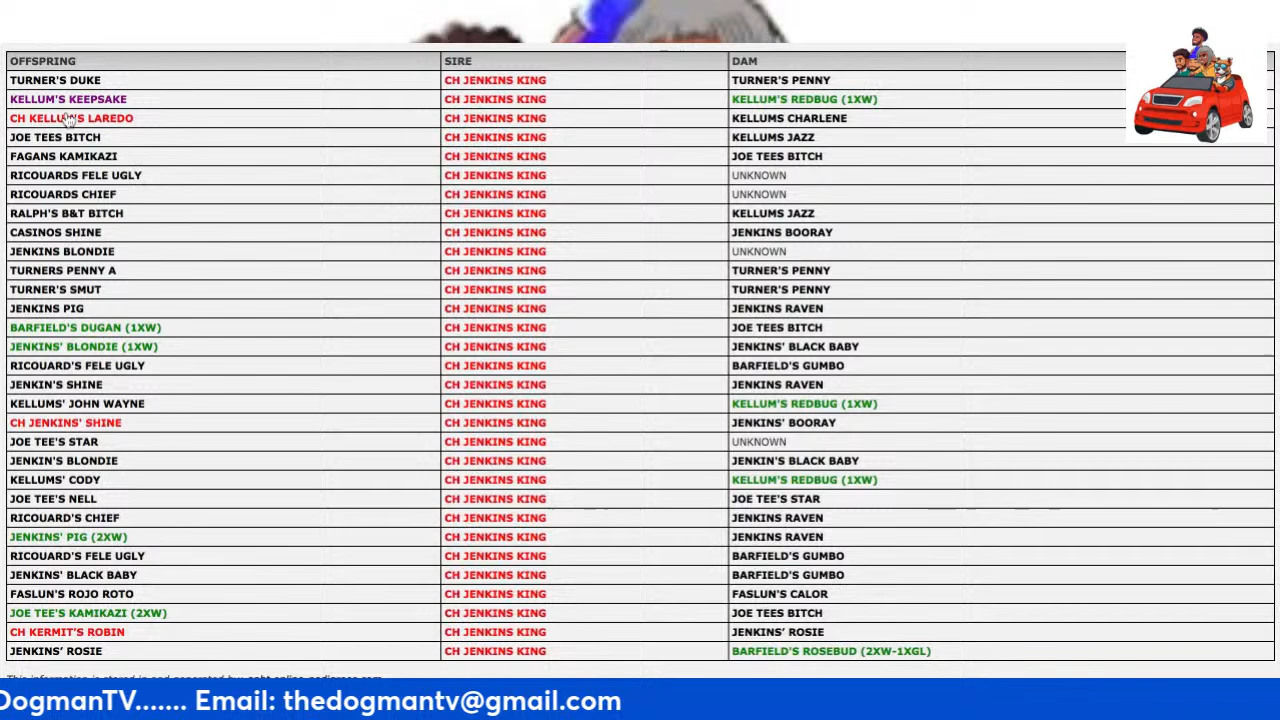 OFFSPRING SIRE DAM
TURNER'S DUKE CH JENKINS KING TURNER'S PENNY
KELLUM'S KEEPSAKE CH JENKINS KING KELLUM'S REDBUG (1XW)
CH KELLUM'S LAREDO CH JENKINS KING KELLUMS CHARLENE
JOE TEES BITCH CH JENKINS KING KELLUMS JAZZ
FAGANS KAMIKAZI CH JENKINS KING JOE TEES BITCH
RICOUARDS FELE UGLY CH JENKINS KING UNKNOWN
RICOUARDS CHIEF CH JENKINS KING UNKNOWN
RALPH'S B&T BITCH CH JENKINS KING KELLUMS JAZZ
CASINOS SHINE CH JENKINS KING JENKINS BOORAY
JENKINS BLONDIE CH JENKINS KING UNKNOWN
TURNERS PENNY A CH JENKINS KING TURNER'S PENNY
TURNER'S SMUT CH JENKINS KING TURNER'S PENNY
JENKINS PIG CH JENKINS KING JENKINS RAVEN
BARFIELD'S DUGAN (1XW) CH JENKINS KING JOE TEES BITCH
JENKINS' BLONDIE (1XW) CH JENKINS KING JENKINS' BLACK BABY
RICOUARD'S FELE UGLY CH JENKINS KING BARFIELD'S GUMBO
JENKIN'S SHINE CH JENKINS KING JENKINS RAVEN
KELLUMS' JOHN WAYNE CH JENKINS KING KELLUM'S REDBUG (1XW)
CH JENKINS' SHINE CH JENKINS KING JENKINS' BOORAY
JOE TEE'S STAR CH JENKINS KING UNKNOWN
JENKIN'S BLONDIE CH JENKINS KING JENKIN'S BLACK BABY
KELLUMS' CODY CH JENKINS KING KELLUM'S REDBUG (1XW)
JOE TEE'S NELL CH JENKINS KING JOE TEE'S STAR
RICOUARD'S CHIEF CH JENKINS KING JENKINS RAVEN
JENKINS' PIG (2XW) CH JENKINS KING JENKINS RAVEN
RICOUARD'S FELE UGLY CH JENKINS KING BARFIELD'S GUMBO
JENKINS' BLACK BABY CH JENKINS KING BARFIELD'S GUMBO
FASLUN'S ROJO ROTO CH JENKINS KING FASLUN'S CALOR
JOE TEE'S KAMIKAZI (2XW) CH JENKINS KING JOE TEES BITCH
CH KERMIT’S ROBIN CH JENKINS KING JENKINS’ ROSIE
JENKINS’ ROSIE CH JENKINS KING BARFIELD'S ROSEBUD (2XW-1XGL)
DogmanTV....... Email: thedogmantv@gmail.com